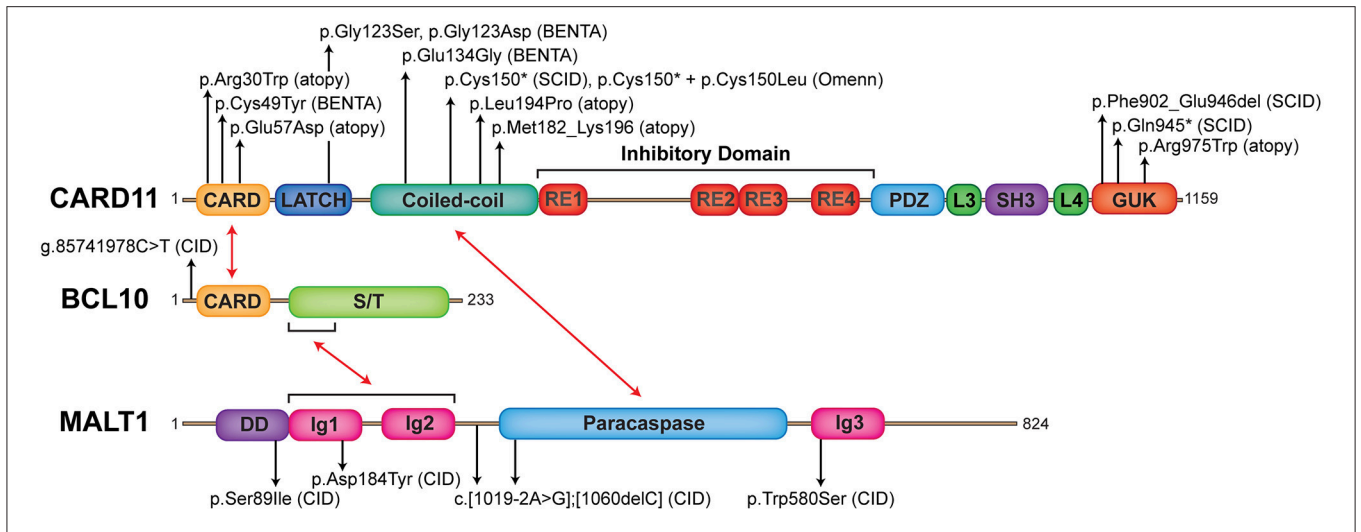 p.Gly123Ser, p.Gly123Asp (BENTA)
p.Glu134Gly (BENTA)
p.Arg30Trp (atopy)
p.Cys150* (SCID), p.Cys150* + p.Cys150Leu (Omenn)
p.Cys49Tyr (BENTA)
p.Leu194Pro (atopy)
p.Phe902_Glu946del (SCID)
p.Glu57Asp (atopy)
p.Met182_Lys196 (atopy)
p.Gln945* (SCID)
p.Arg975Trp (atopy)
Inhibitory Domain
CARD11 1 CARD LATCH Coiled-coil RE1 RE2 RE3 RE4 PDZ L3 SH3 L4 GUK 1159
g.85741978C>T (CID)
BCL10 1 CARD S/T 233
MALT1 1 DD Ig1 Ig2 Paracaspase Ig3 824
p.Asp184Tyr (CID)
p.Ser89Ile (CID)
c.[1019-2A>G];[1060delC] (CID)
p.Trp580Ser (CID)